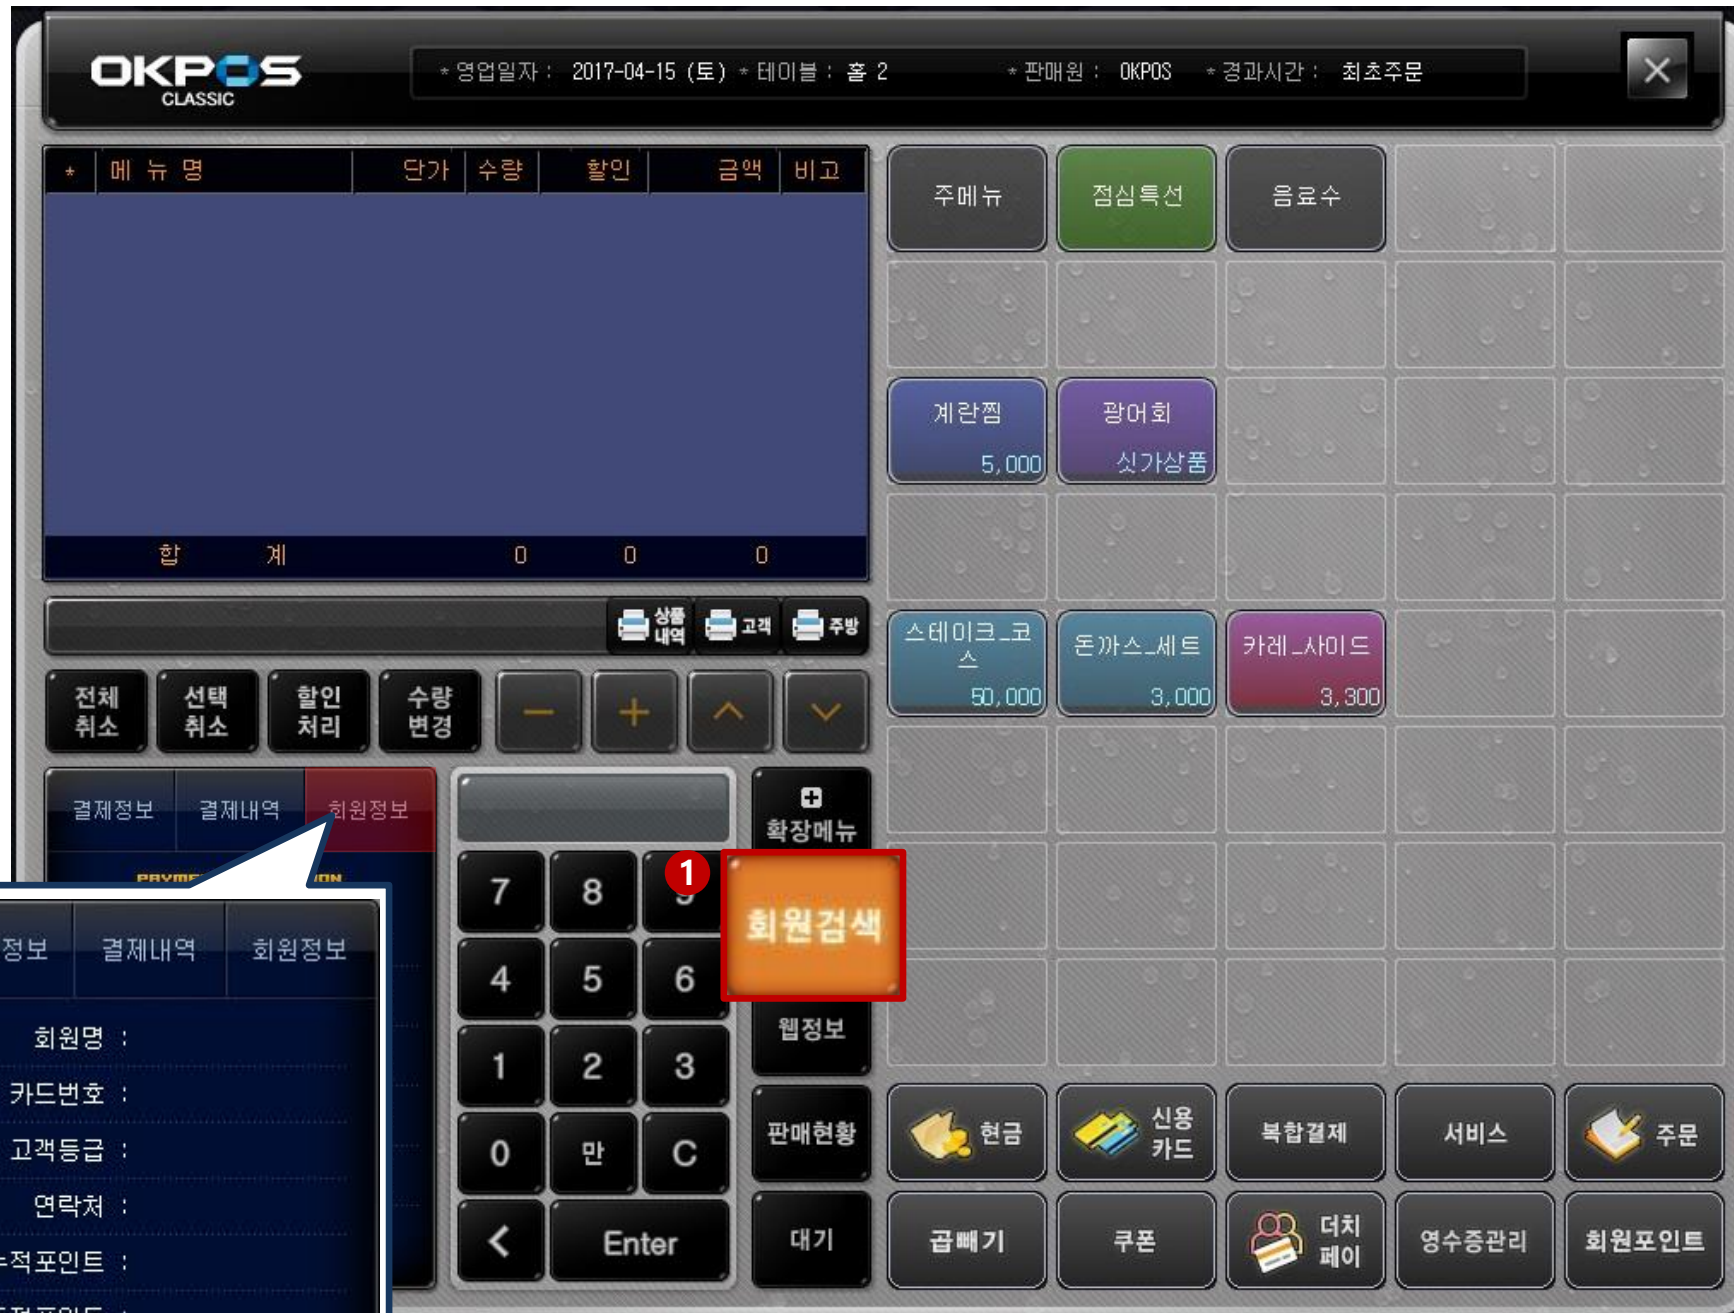 OKPOS
CLASSIC
* 영업일자 : 2017-04-15 (토) * 테이블 : 홀 2 * 판매원 : OKPOS * 경과시간 : 최초주문
* 메 뉴 명 단가 수량 할인 금액 비고
합 계 0 0 0
상품
내역
고객
주방
전체
취소
선택
취소
할인
처리
수량
변경
결제정보 결제내역 회원정보
정보 결제내역 회원정보
회원명 :
카드번호 :
고객등급 :
연락처 :
적포인트 :
7 8 9
4 5 6
1 2 3
0 만 C
< Enter
확장메뉴
1
회원검색
웹정보
판매현황
대기
주메뉴 점심특선 음료수
계란찜
5,000
광어회
싯가상품
스테이크_코
스
50,000
돈까스_세트
3,000
카레_사이드
3,300
현금
신용
카드
복합결제
서비스
주문
곱빼기
쿠폰
더치
페이
영수증관리
회원포인트